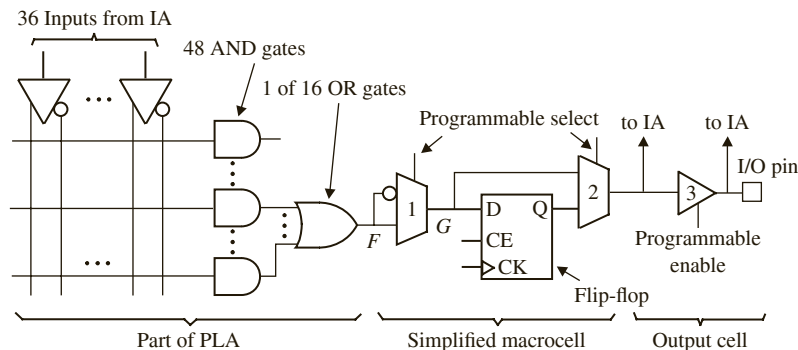 36 Inputs from IA
48 AND gates
1 of 16 OR gates
Programmable select
to IA
to IA
I/O pin
1
2
3
F
G
D
Q
CE
CK
Programmable
enable
Flip-flop
Part of PLA
Simplified macrocell
Output cell